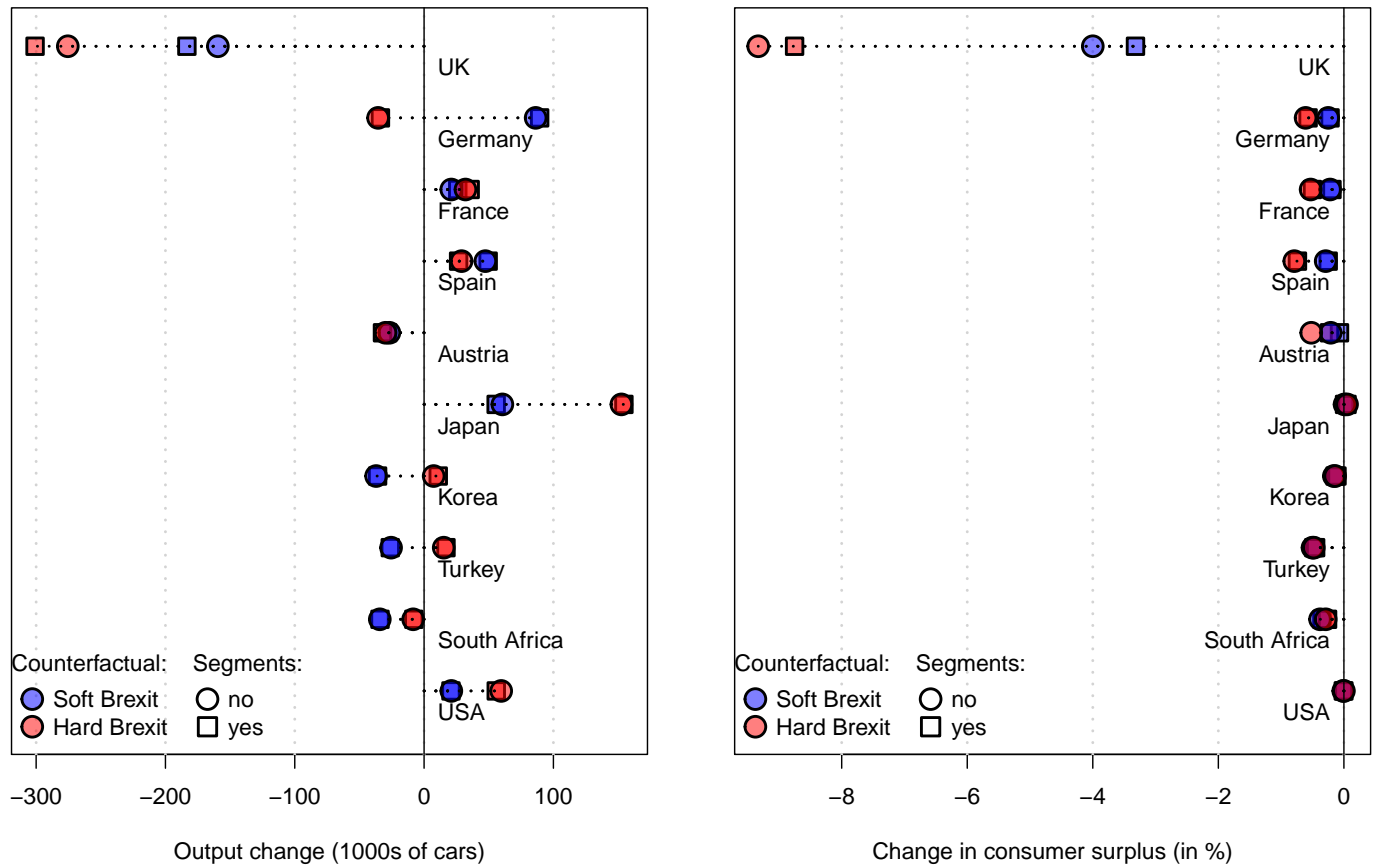 UK
Germany
France
Spain
Austria
Japan
Korea
Turkey
South Africa
USA
Counterfactual:
Soft Brexit
Hard Brexit
Segments:
no
yes
−300
−200
−100
0
100
Output change (1000s of cars)
UK
Germany
France
Spain
Austria
Japan
Korea
Turkey
South Africa
USA
Counterfactual:
Soft Brexit
Hard Brexit
Segments:
no
yes
−8
−6
−4
−2
0
Change in consumer surplus (in %)